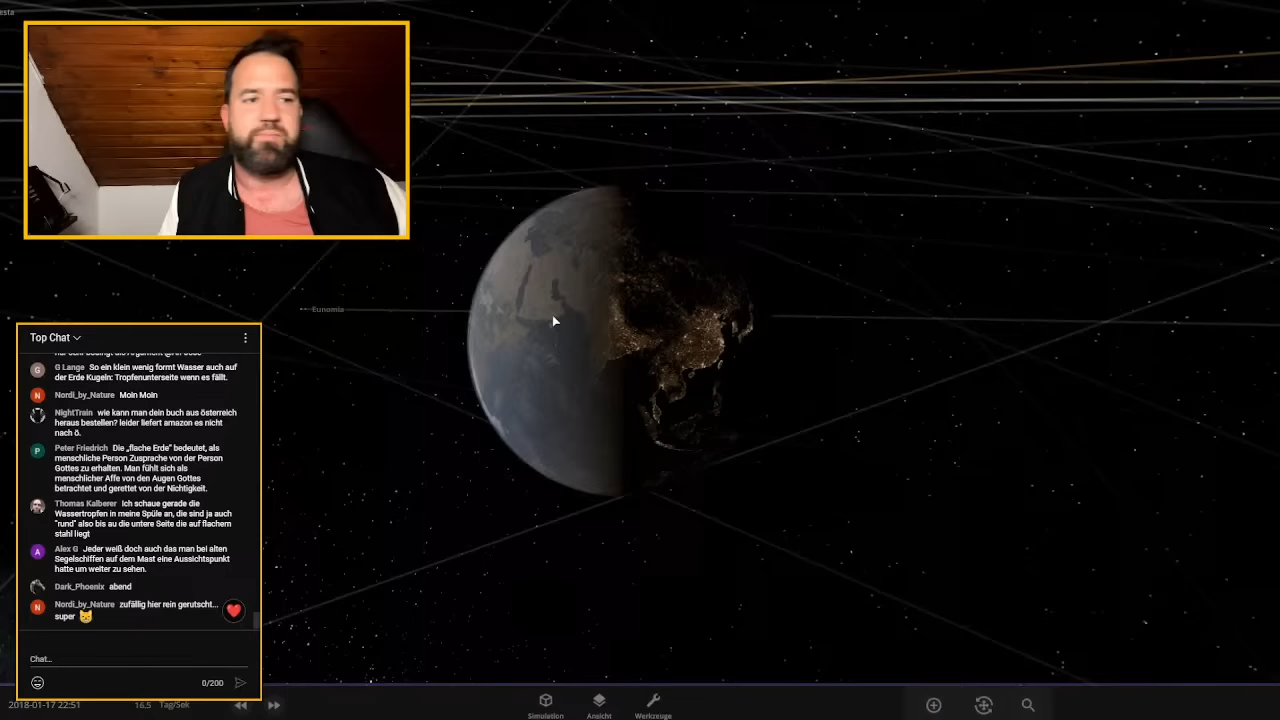 esta
Eunomia
Top Chat
G Lange So ein klein wenig formt Wasser auch auf
der Erde Kugeln: Tropfenunterseite wenn es fällt.
Nordi_by_Nature Moin Moin
NightTrain wie kann man dein buch aus österreich
heraus bestellen? leider liefert amazon es nicht
nach ö.
Peter Friedrich Die „flache Erde" bedeutet, als
menschliche Person Zusprache von der Person
Gottes zu erhalten. Man fühlt sich als
menschlicher Affe von den Augen Gottes
betrachtet und gerettet von der Nichtigkeit.
Thomas Kalberer Ich schaue gerade die
Wassertropfen in meine Spüle an, die sind ja auch
"rund" also bis au die untere Seite die auf flachem
stahl liegt
Alex G Jeder weiß doch auch das man bei alten
Segelschiffen auf dem Mast eine Aussichtspunkt
hatte um weiter zu sehen.
Dark_Phoenix abend
Nordi_by_Nature zufällig hier rein gerutscht...
super
Chat...
0/200
2018-01-17 22:51 16,5 Tag/Sek
Simulation Ansicht Werkzeuge